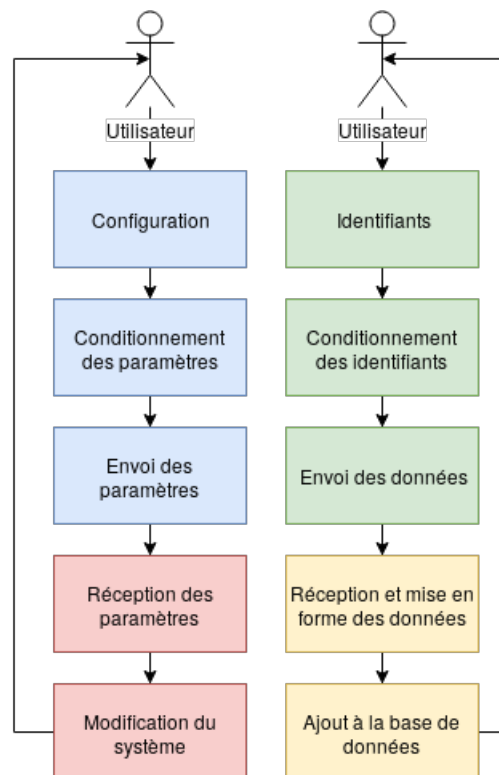 Utilisateur
Configuration
Conditionnement
des paramètres
Envoi des
paramètres
Réception des
paramètres
Modification du
système
Utilisateur
Identifiants
Conditionnement
des identifiants
Envoi des données
Réception et mise en
forme des données
Ajout à la base de
données